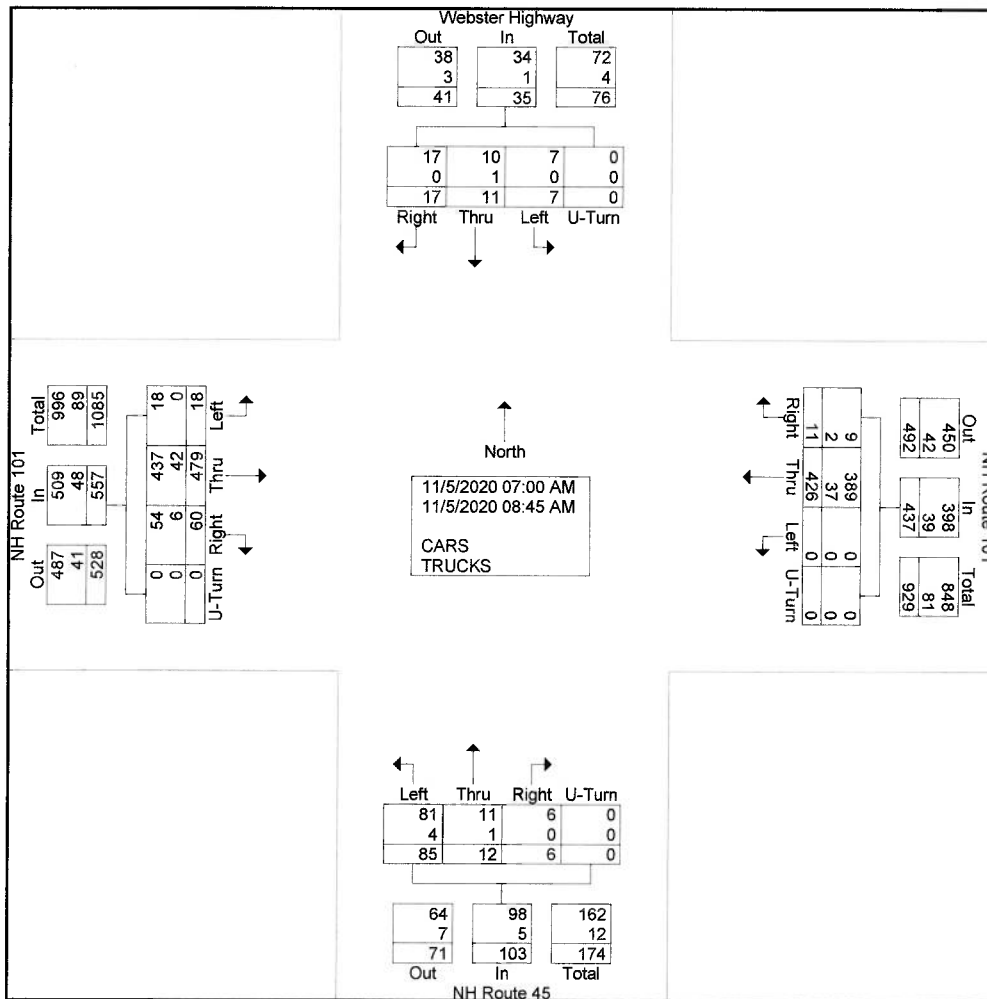 Webster Highway
Out In Total
38 34 72
3 1 4
41 35 76
17 10 7 0
0 1 0 0
17 11 7 0
Right Thru Left U-Turn
NH Route 101
Total In Out
996 509 487
89 48 41
1085 557 528
18 437 54 0
0 42 6 0
18 479 60 0
Left Thru Right U-Turn
North
11/5/2020 07:00 AM
11/5/2020 08:45 AM
CARS
TRUCKS
Right Thru Left U-Turn
9 389 0 0
2 37 0 0
11 426 0 0
Out In Total
450 398 848
42 39 81
492 437 929
NH Route 101
Left Thru Right U-Turn
81 11 6 0
4 1 0 0
85 12 6 0
64 98 162
7 5 12
71 103 174
Out In Total
NH Route 45